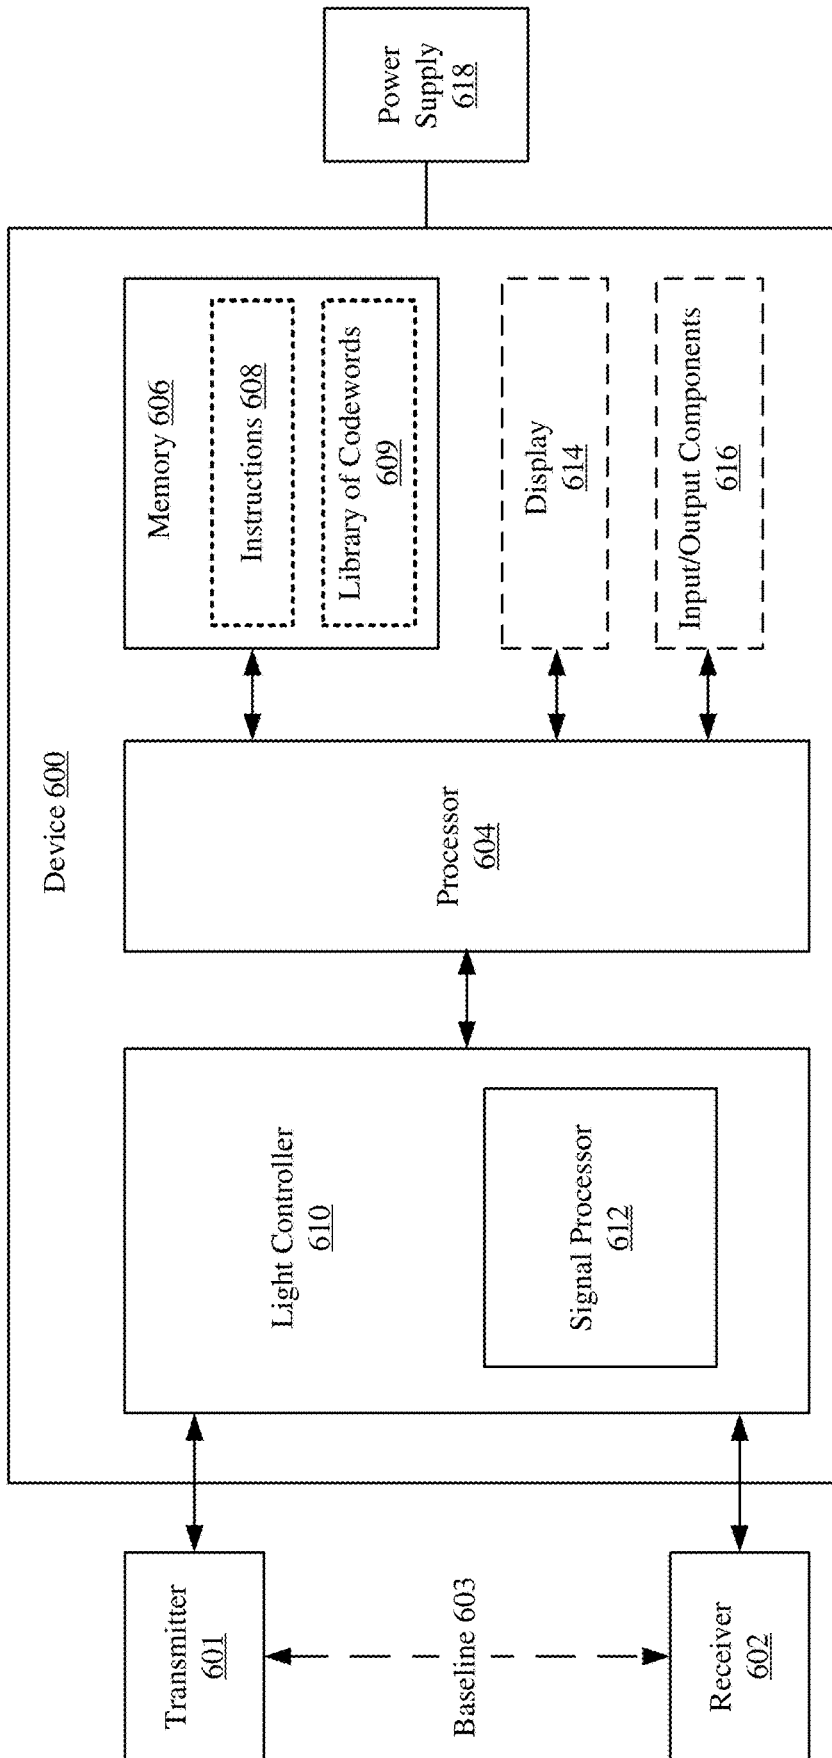 Device 600
Transmitter
601
Baseline 603
Receiver
602
Light Controller
610
Signal Processor
612
Processor
604
Memory 606
Instructions 608
Library of Codewords
609
Display
614
Input/Output Components
616
Power
Supply
618